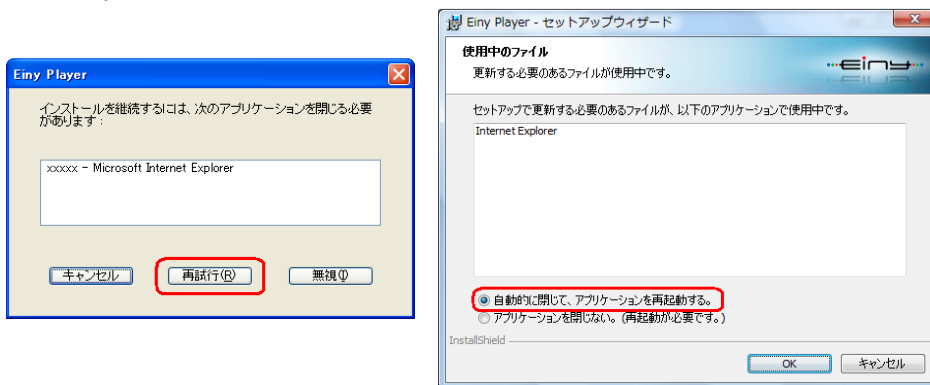 Einy Player
インストールを継続するには、次のアプリケーションを閉じる必要
があります：
xxxxx - Microsoft Internet Explorer
キャンセル
再試行(R)
無視(I)
Einy Player - セットアップウィザード
使用中のファイル
更新する必要のあるファイルが使用中です。
einy
セットアップで更新する必要のあるファイルが、以下のアプリケーションで使用中です。
Internet Explorer
自動的に閉じて、アプリケーションを再起動する。
アプリケーションを閉じない。(再起動が必要です。)
InstallShield
OK
キャンセル